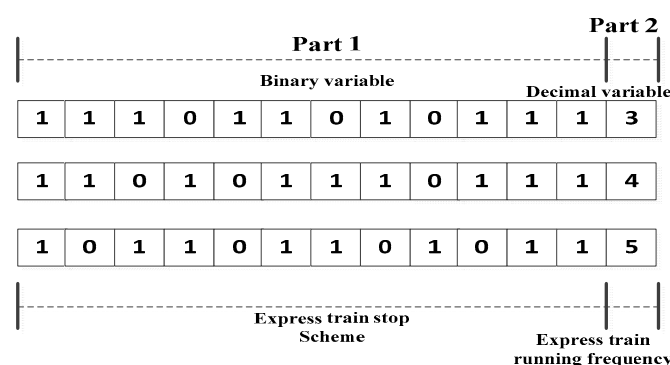 Part 2
Part 1
Binary variable
Decimal variable
1 1 1 0 1 1 0 1 0 1 1 1 3
1 1 0 1 0 1 1 1 0 1 1 1 4
1 0 1 1 0 1 1 0 1 0 1 1 5
Express train stop
Scheme
Express train
running frequency